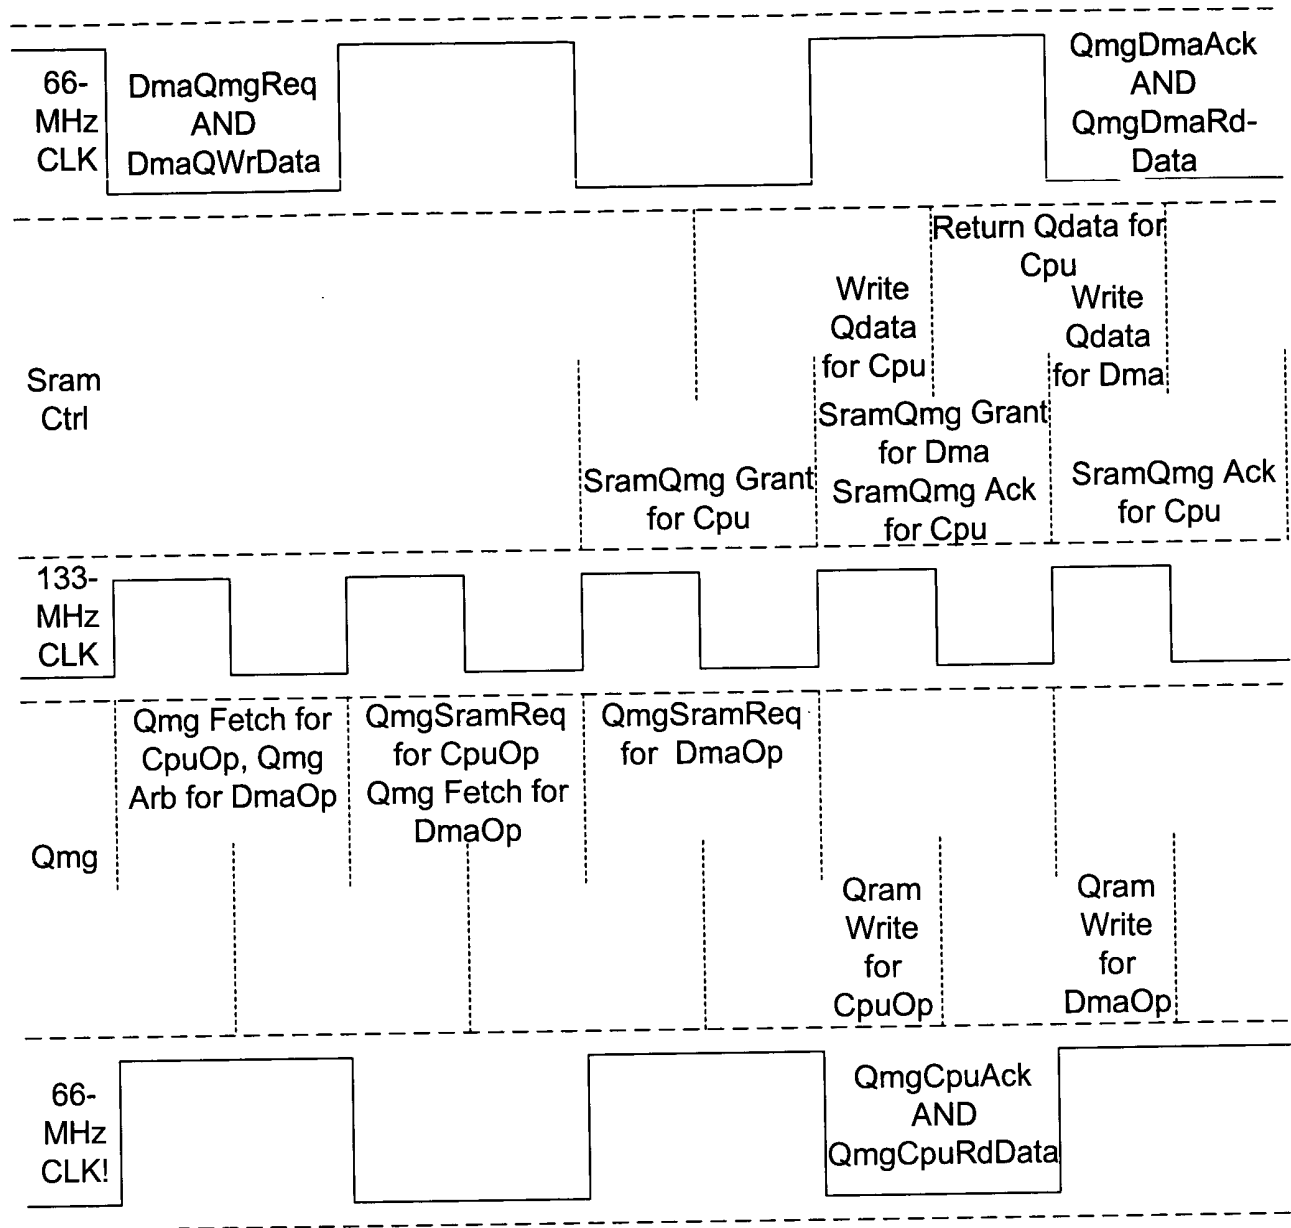 66-
MHz
CLK
DmaQmgReq
AND
DmaQWrData
QmgDmaAck
AND
QmgDmaRd-
Data
Sram
Ctrl
SramQmg Grant
for Cpu
Write
Qdata
for Cpu
SramQmg Grant
for Dma
SramQmg Ack
for Cpu
Return Qdata for
Cpu
Write
Qdata
for Dma
SramQmg Ack
for Cpu
133-
MHz
CLK
Qmg
Qmg Fetch for
CpuOp, Qmg
Arb for DmaOp
QmgSramReq
for CpuOp
Qmg Fetch for
DmaOp
QmgSramReq
for DmaOp
Qram
Write
for
CpuOp
Qram
Write
for
DmaOp
66-
MHz
CLK!
QmgCpuAck
AND
QmgCpuRdData